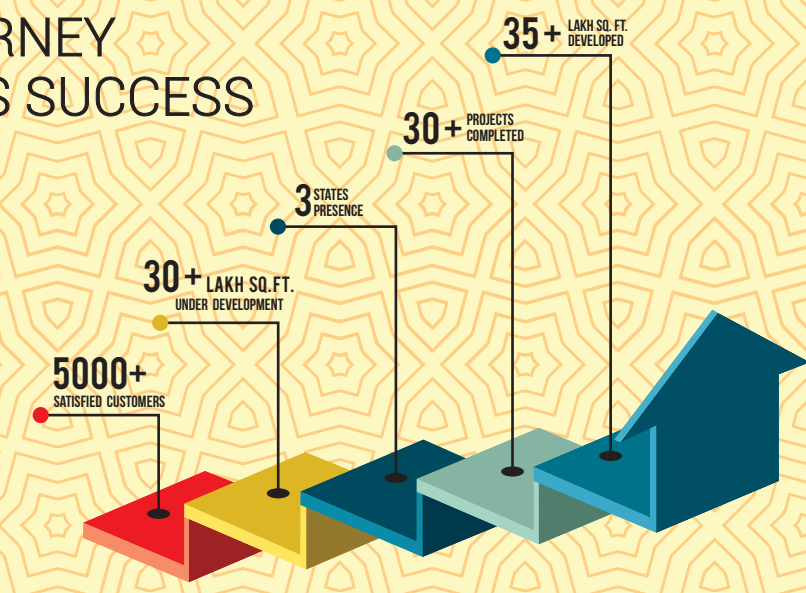 RNEY
S SUCCESS
35+ LAKH SQ. FT.
DEVELOPED
30+ PROJECTS
COMPLETED
3 STATES
PRESENCE
30+ LAKH SQ.FT.
UNDER DEVELOPMENT
5000+
SATISFIED CUSTOMERS